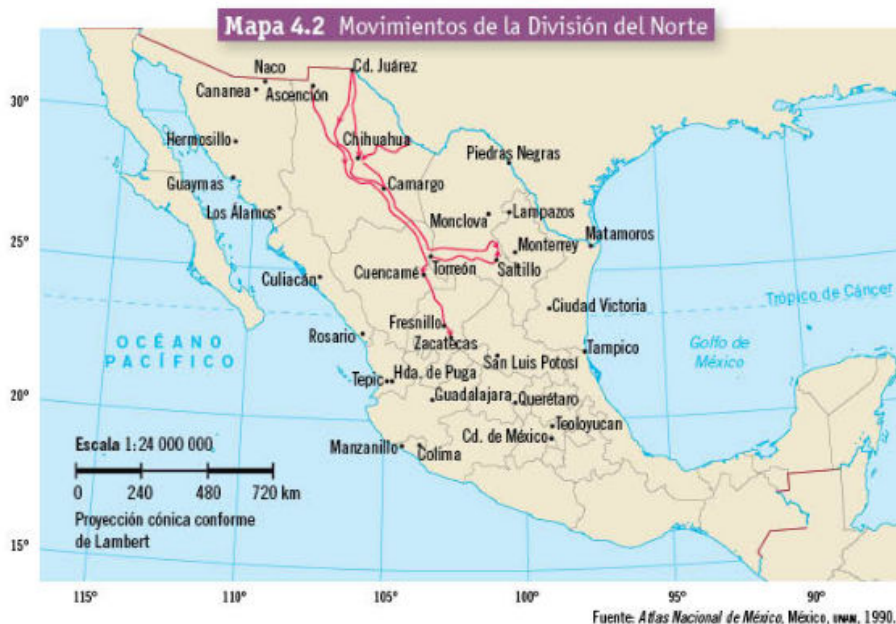 Mapa 4.2 Movimientos de la División del Norte
Naco
Cd. Juárez
Cananea
Ascención
30°
Hermosillo
Chihuahua
Piedras Negras
Guaymas
Camargo
Los Álamos
Monclova
Lampazos
25°
Monterrey
Matamoros
Culiacán
Cuencamé
Torreón
Saltillo
Trópico de Cáncer
Ciudad Victoria
Fresnillo
Rosario
Zacatecas
OCÉANO
PACÍFICO
San Luis Potosí
Tampico
Golfo de
México
Tepic
Hda. de Puga
20°
Guadalajara
Querétaro
Teoloyucan
Cd. de México
Manzanillo
Colima
Escala 1:24 000 000
0 240 480 720 km
Proyección cónica conforme
de Lambert
15°
115° 110° 105° 100° 95° 90°
Fuente: Atlas Nacional de México, México, UNAM, 1990.